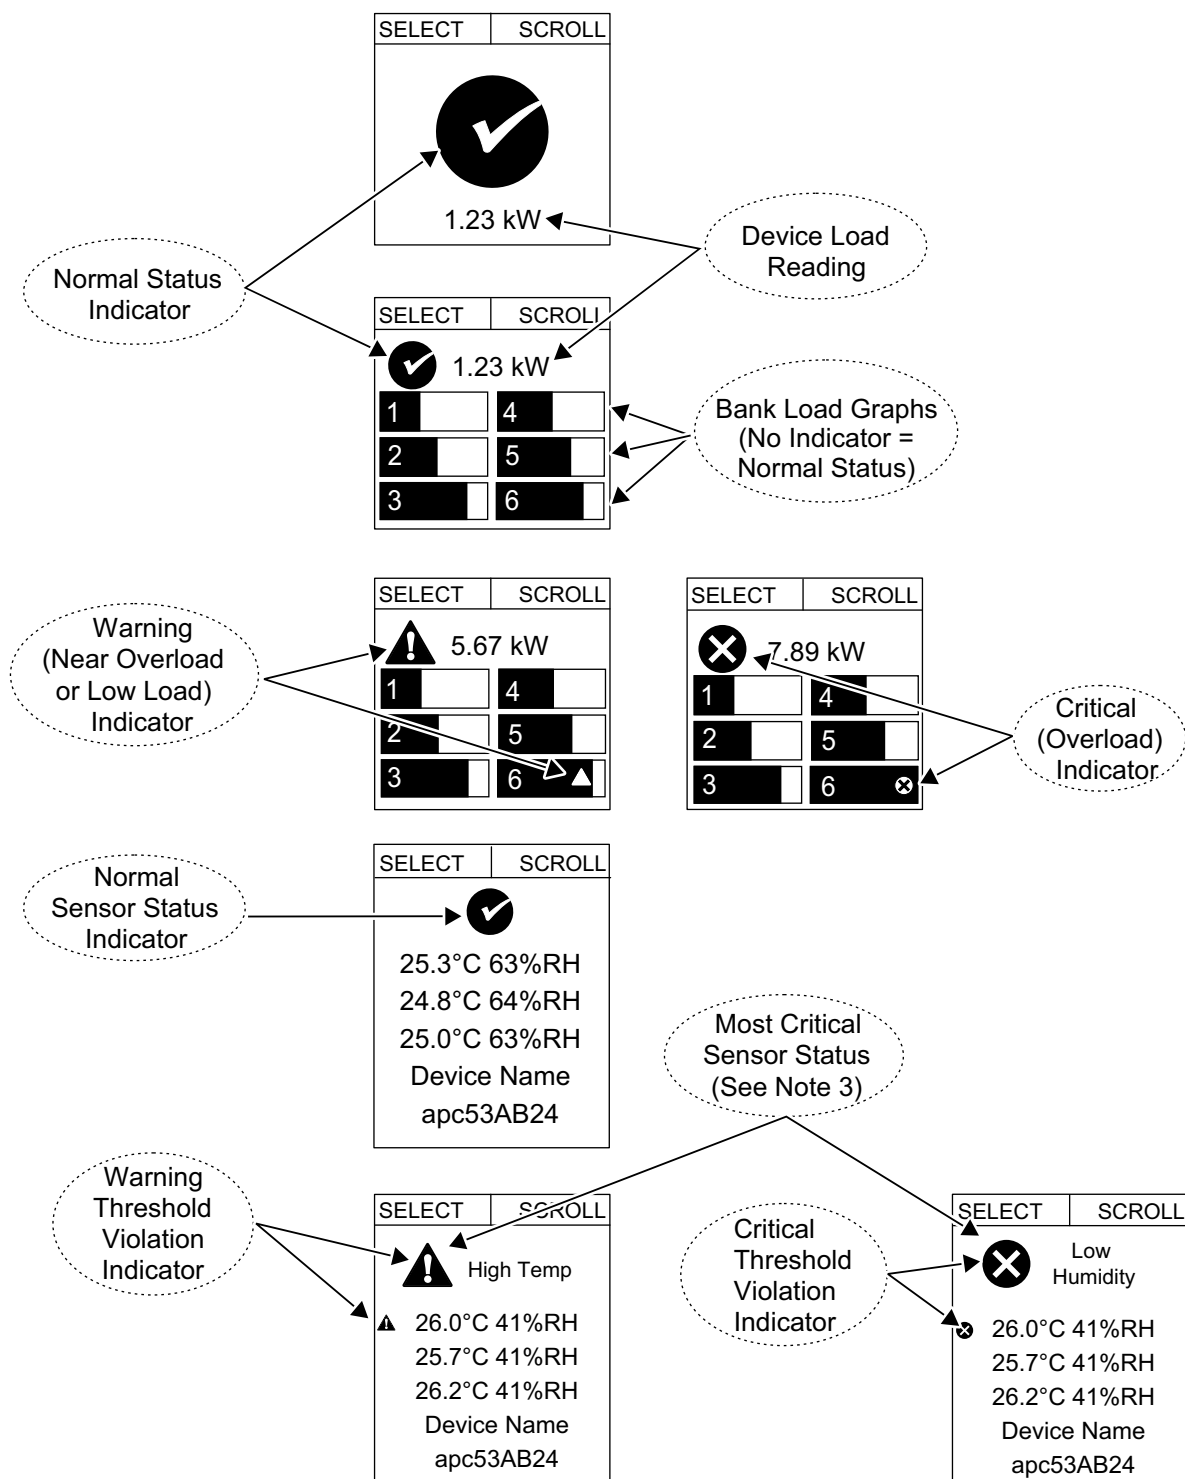 SELECT SCROLL
1.23 kW
Normal Status
Indicator
Device Load
Reading
SELECT SCROLL
1.23 kW
1 4
2 5
3 6
Bank Load Graphs
(No Indicator =
Normal Status)
Warning
(Near Overload
or Low Load)
Indicator
SELECT SCROLL
5.67 kW
1 4
2 5
3 6
SELECT SCROLL
7.89 kW
1 4
2 5
3 6
Critical
(Overload)
Indicator
Normal
Sensor Status
Indicator
SELECT SCROLL
25.3°C 63%RH
24.8°C 64%RH
25.0°C 63%RH
Device Name
apc53AB24
Most Critical
Sensor Status
(See Note 3)
Warning
Threshold
Violation
Indicator
SELECT SCROLL
High Temp
26.0°C 41%RH
25.7°C 41%RH
26.2°C 41%RH
Device Name
apc53AB24
Critical
Threshold
Violation
Indicator
SELECT SCROLL
Low
Humidity
26.0°C 41%RH
25.7°C 41%RH
26.2°C 41%RH
Device Name
apc53AB24